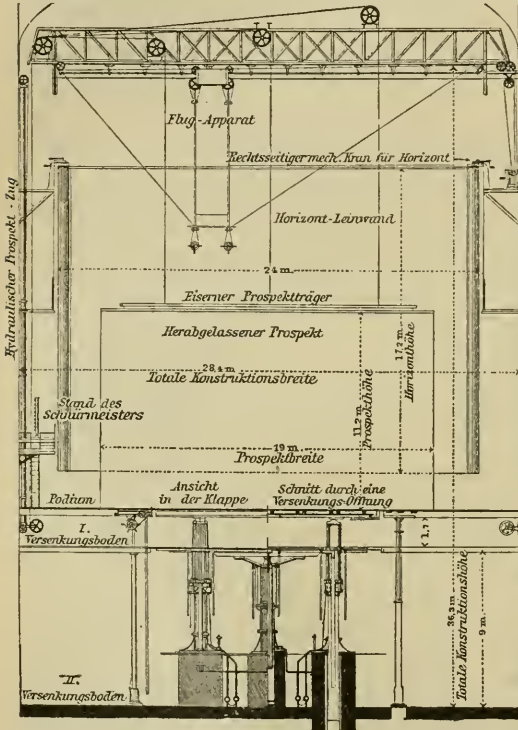 Flug-Apparat
Rechtsseitiger mech. Kran für Horizont
Hydraulischer Prospekt-Zug
Horizont-Leinwand
24 m.
Eiserner Prospektträger
Herabgelassener Prospekt
17,2 m.
Horizonthöhe
28,4 m.
Totale Konstruktionsbreite
11,2 m.
Prospekthöhe
Stand des
Schnürmeisters
19 m.
Prospektbreite
Podium
Ansicht
in der Klappe
Schnitt durch eine
Versenkungs-Öffnung
I.
Versenkungsboden
36,3 m.
Totale Konstruktionshöhe
9 m.
II.
Versenkungsboden